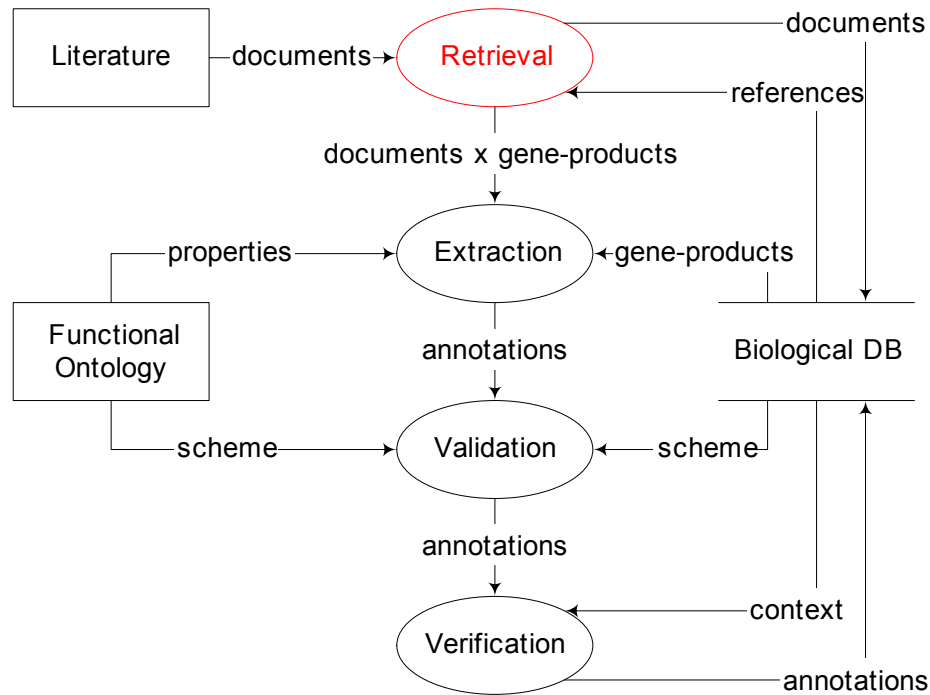 documents
Literature
documents
Retrieval
references
documents x gene-products
properties
Extraction
gene-products
Functional
Ontology
annotations
Biological DB
scheme
Validation
scheme
annotations
context
Verification
annotations